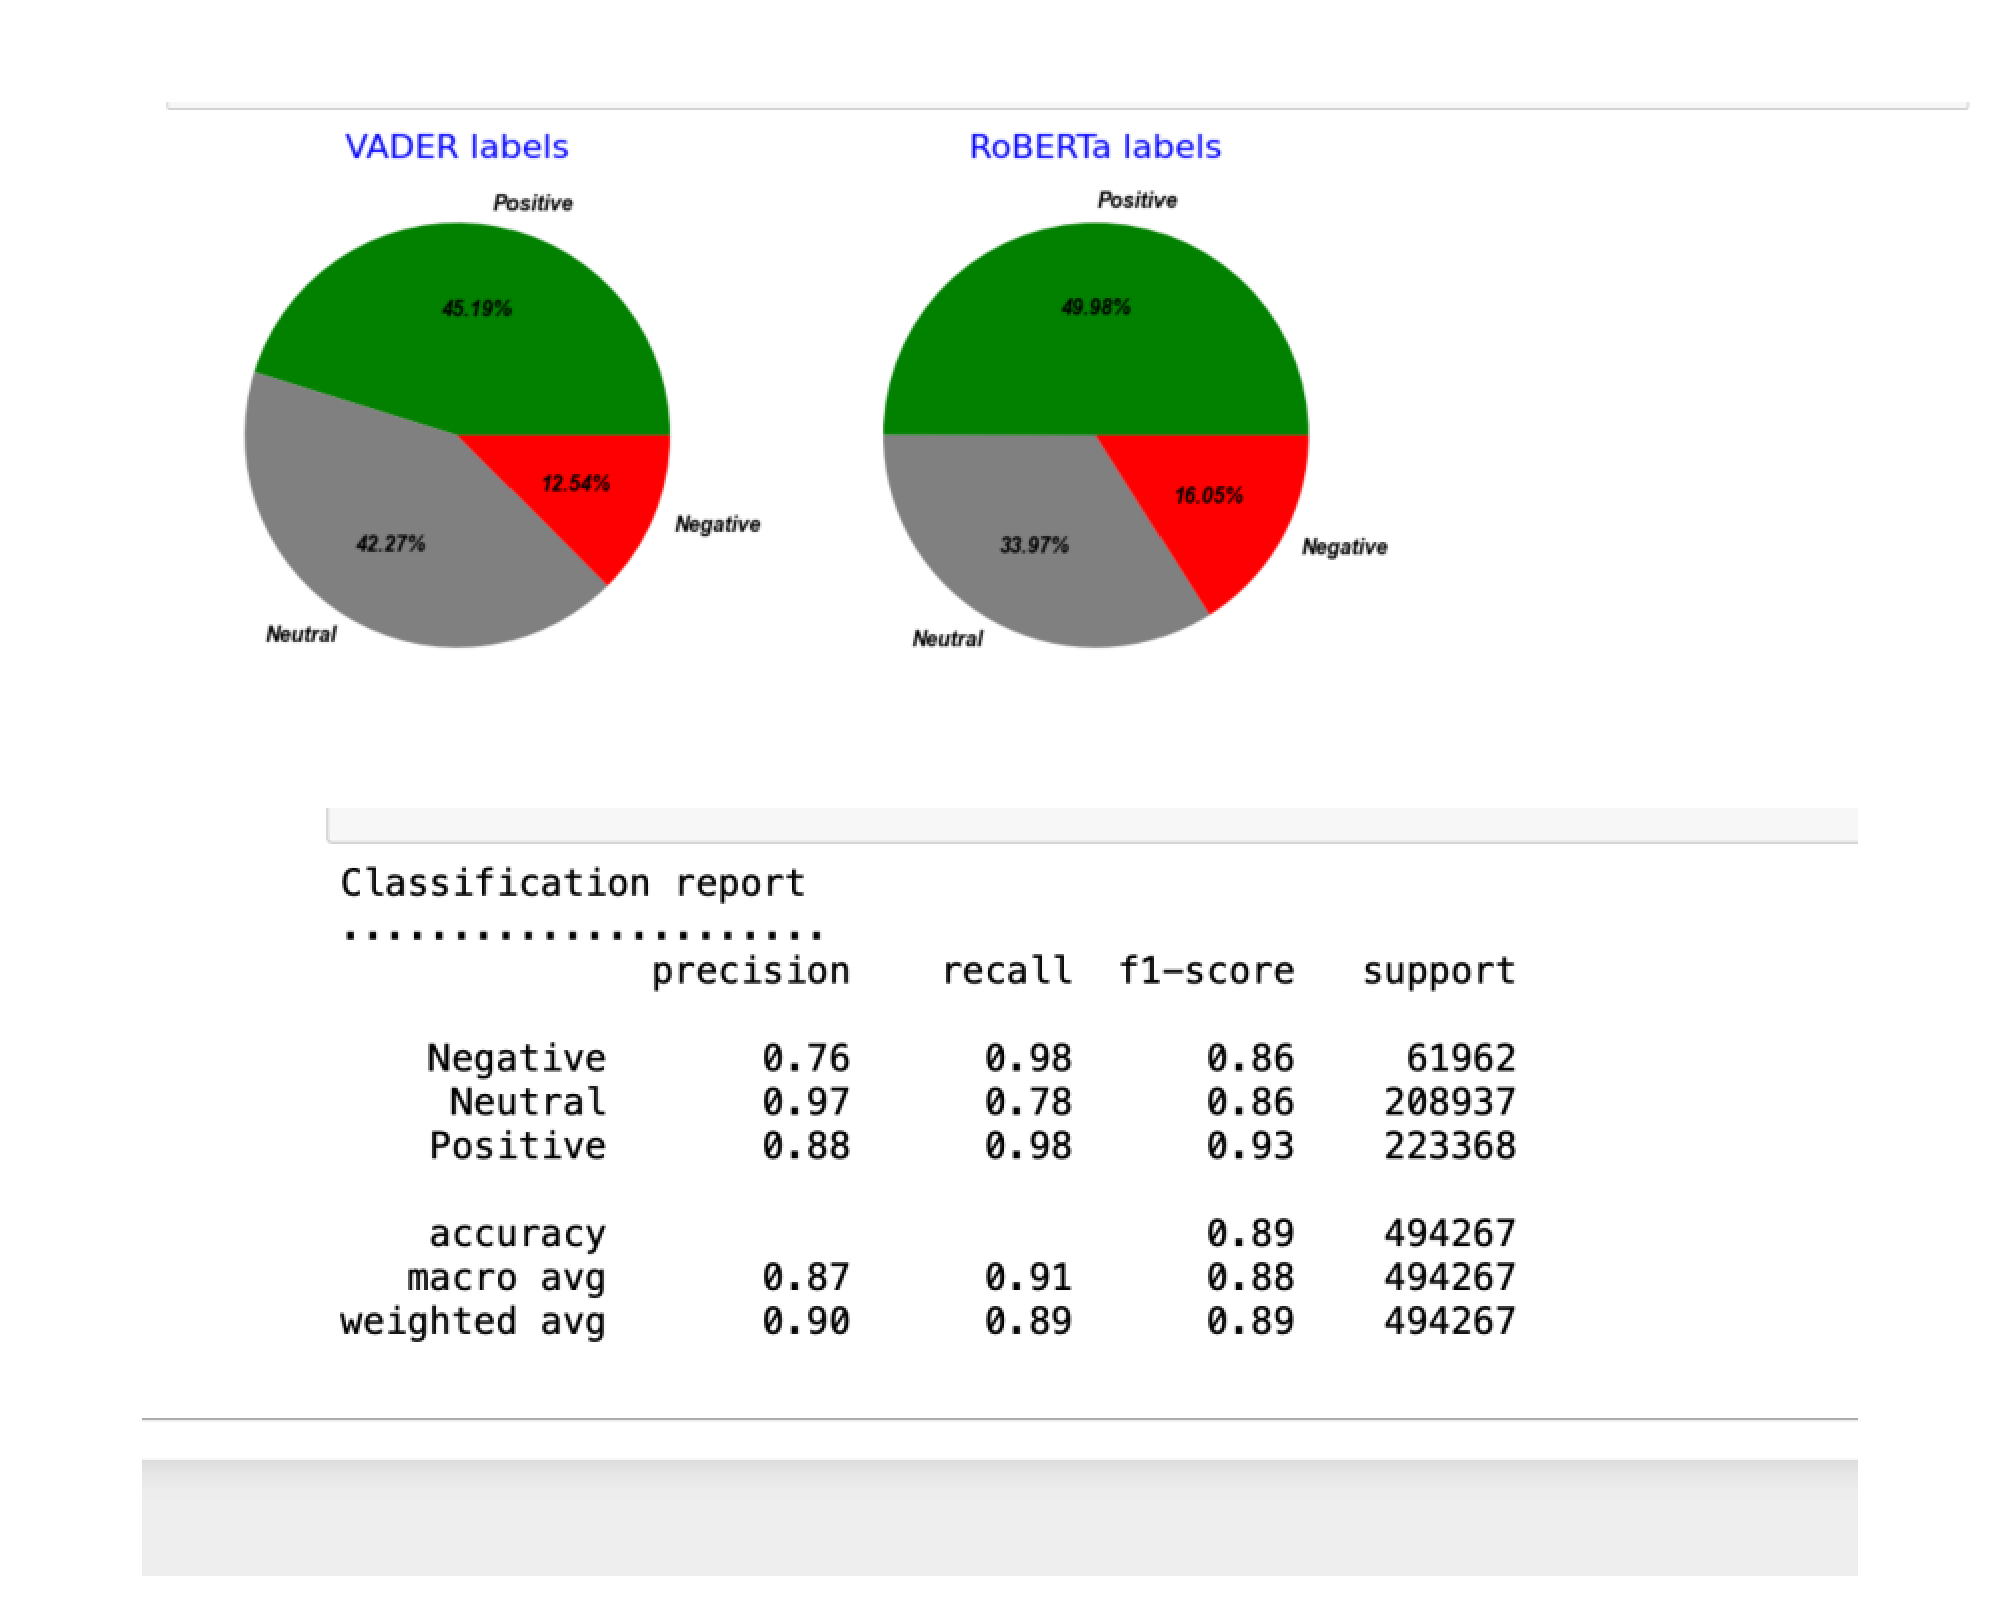 VADER labels
Positive
45.19%
12.54%
Negative
42.27%
Neutral
RoBERTa labels
Positive
49.98%
16.05%
Negative
33.97%
Neutral
Classification report
......................
precision recall f1-score support
Negative 0.76 0.98 0.86 61962
Neutral 0.97 0.78 0.86 208937
Positive 0.88 0.98 0.93 223368
accuracy 0.89 494267
macro avg 0.87 0.91 0.88 494267
weighted avg 0.90 0.89 0.89 494267